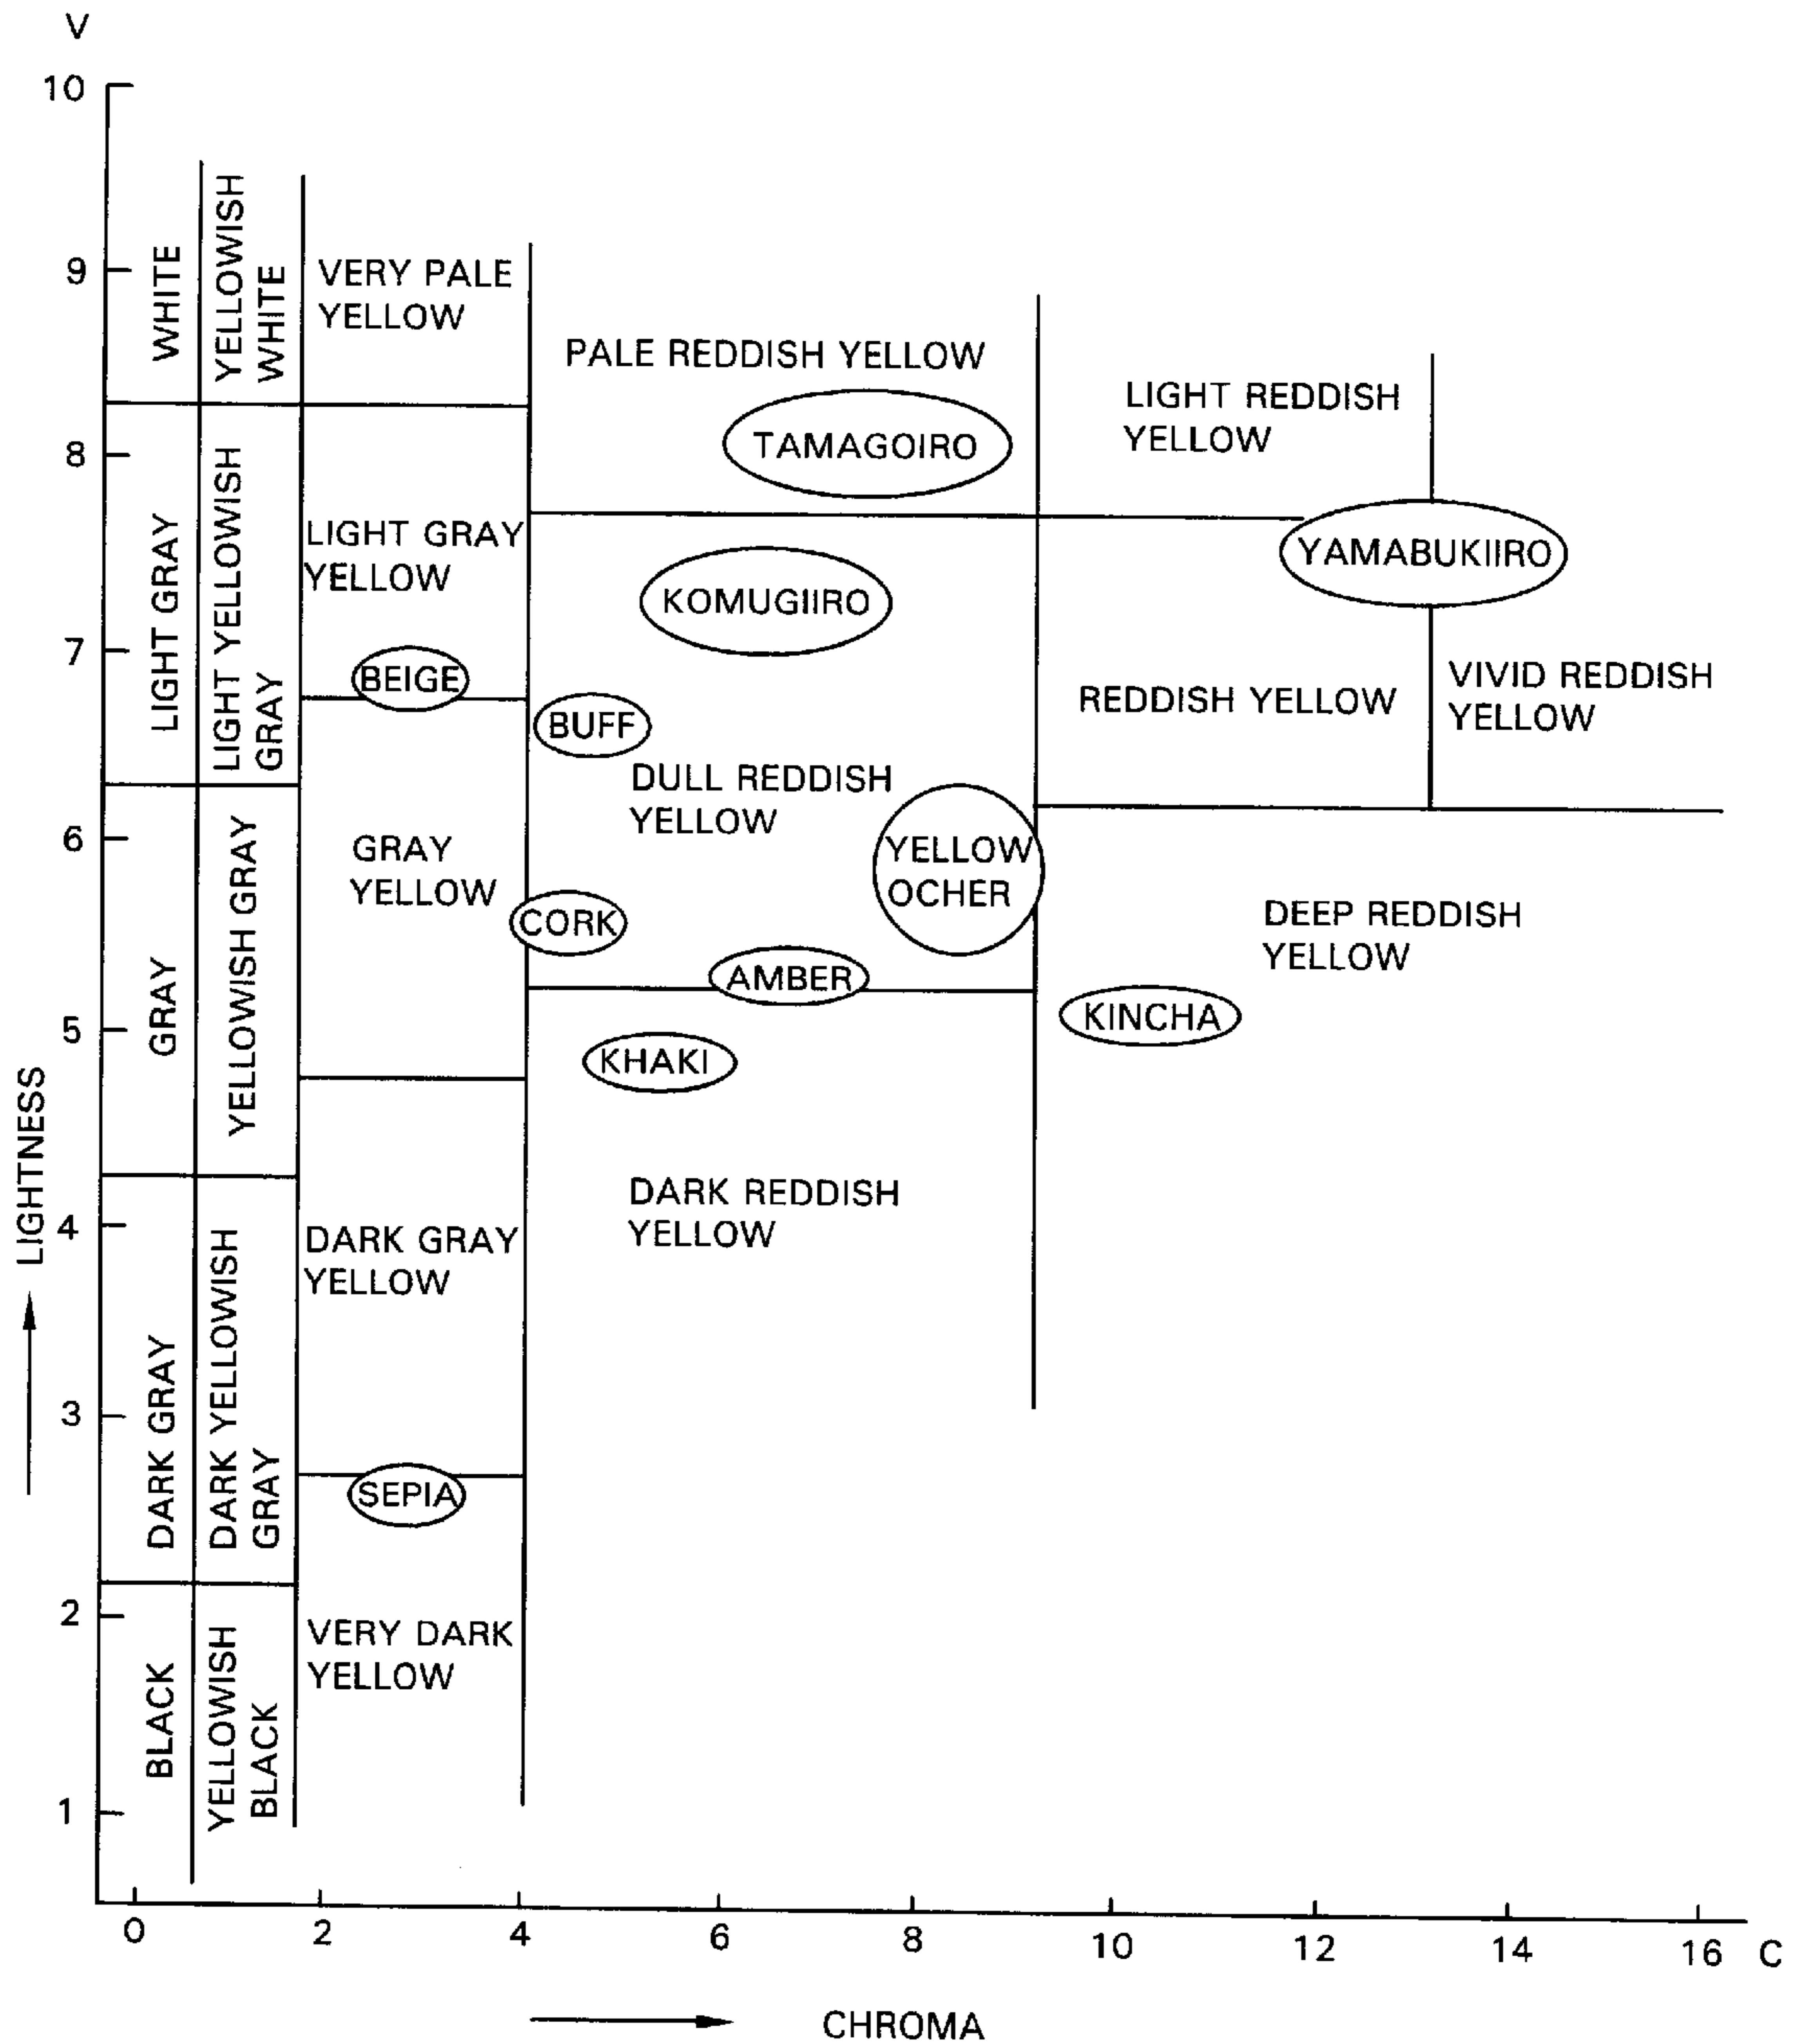 V
10
9
8
7
6
5
4
3
2
1
LIGHTNESS
WHITE
LIGHT GRAY
GRAY
DARK GRAY
BLACK
YELLOWISH
WHITE
LIGHT YELLOWISH
GRAY
YELLOWISH GRAY
DARK YELLOWISH
GRAY
YELLOWISH
BLACK
VERY PALE
YELLOW
LIGHT GRAY
YELLOW
BEIGE
GRAY
YELLOW
DARK GRAY
YELLOW
SEPIA
VERY DARK
YELLOW
PALE REDDISH YELLOW
TAMAGOIRO
KOMUGIIRO
BUFF
DULL REDDISH
YELLOW
YELLOW
OCHER
CORK
AMBER
KHAKI
DARK REDDISH
YELLOW
LIGHT REDDISH
YELLOW
YAMABUKIIRO
REDDISH YELLOW
VIVID REDDISH
YELLOW
DEEP REDDISH
YELLOW
KINCHA
0 2 4 6 8 10 12 14 16 C
CHROMA